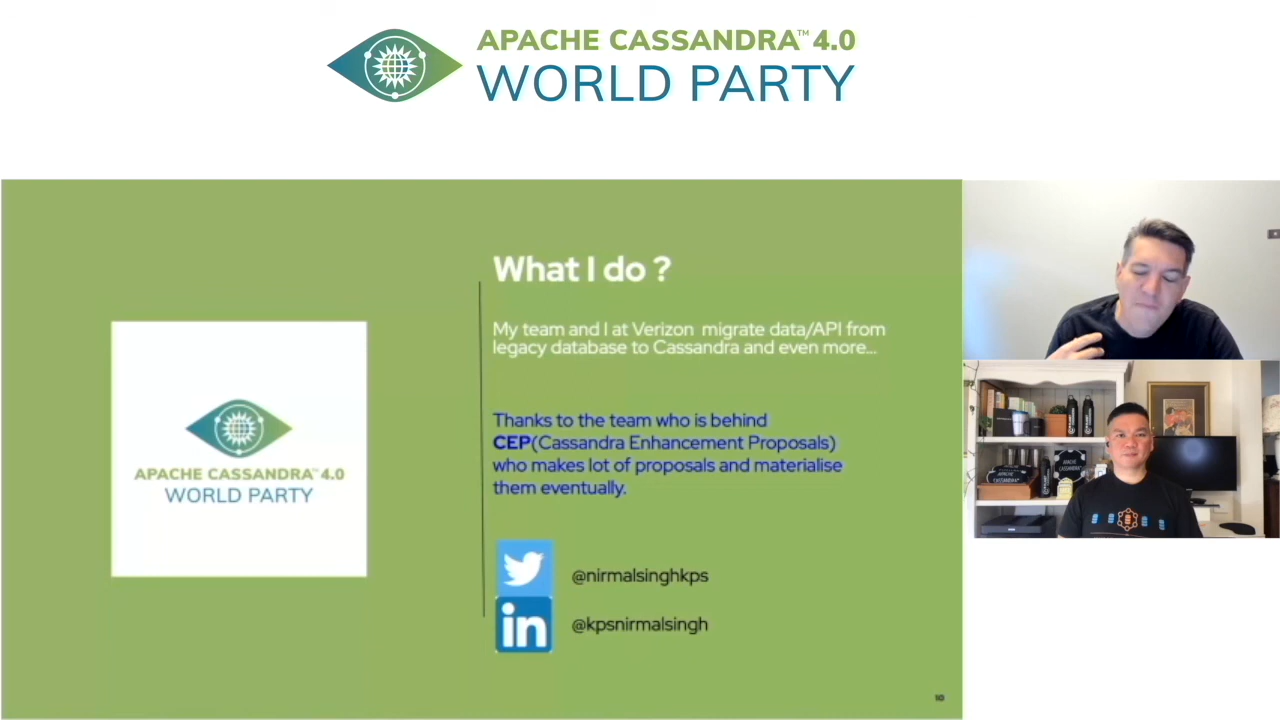 APACHE CASSANDRA™ 4.0
WORLD PARTY
What I do ?
My team and I at Verizon migrate data/API from
legacy database to Cassandra and even more...
Thanks to the team who is behind
CEP(Cassandra Enhancement Proposals)
who makes lot of proposals and materialise
them eventually.
APACHE CASSANDRA™ 4.0
WORLD PARTY
in
@nirmalsinghkps
@kpsnirmalsingh
10
APACHE
CASSANDRA